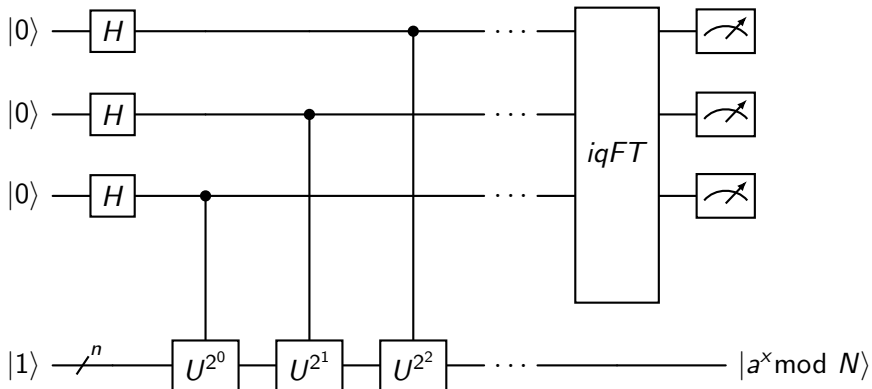 |0⟩ H ···
|0⟩ H ···
iqFT
|0⟩ H ···
|1⟩ n U^{2^0} U^{2^1} U^{2^2} ··· |a^x mod N⟩